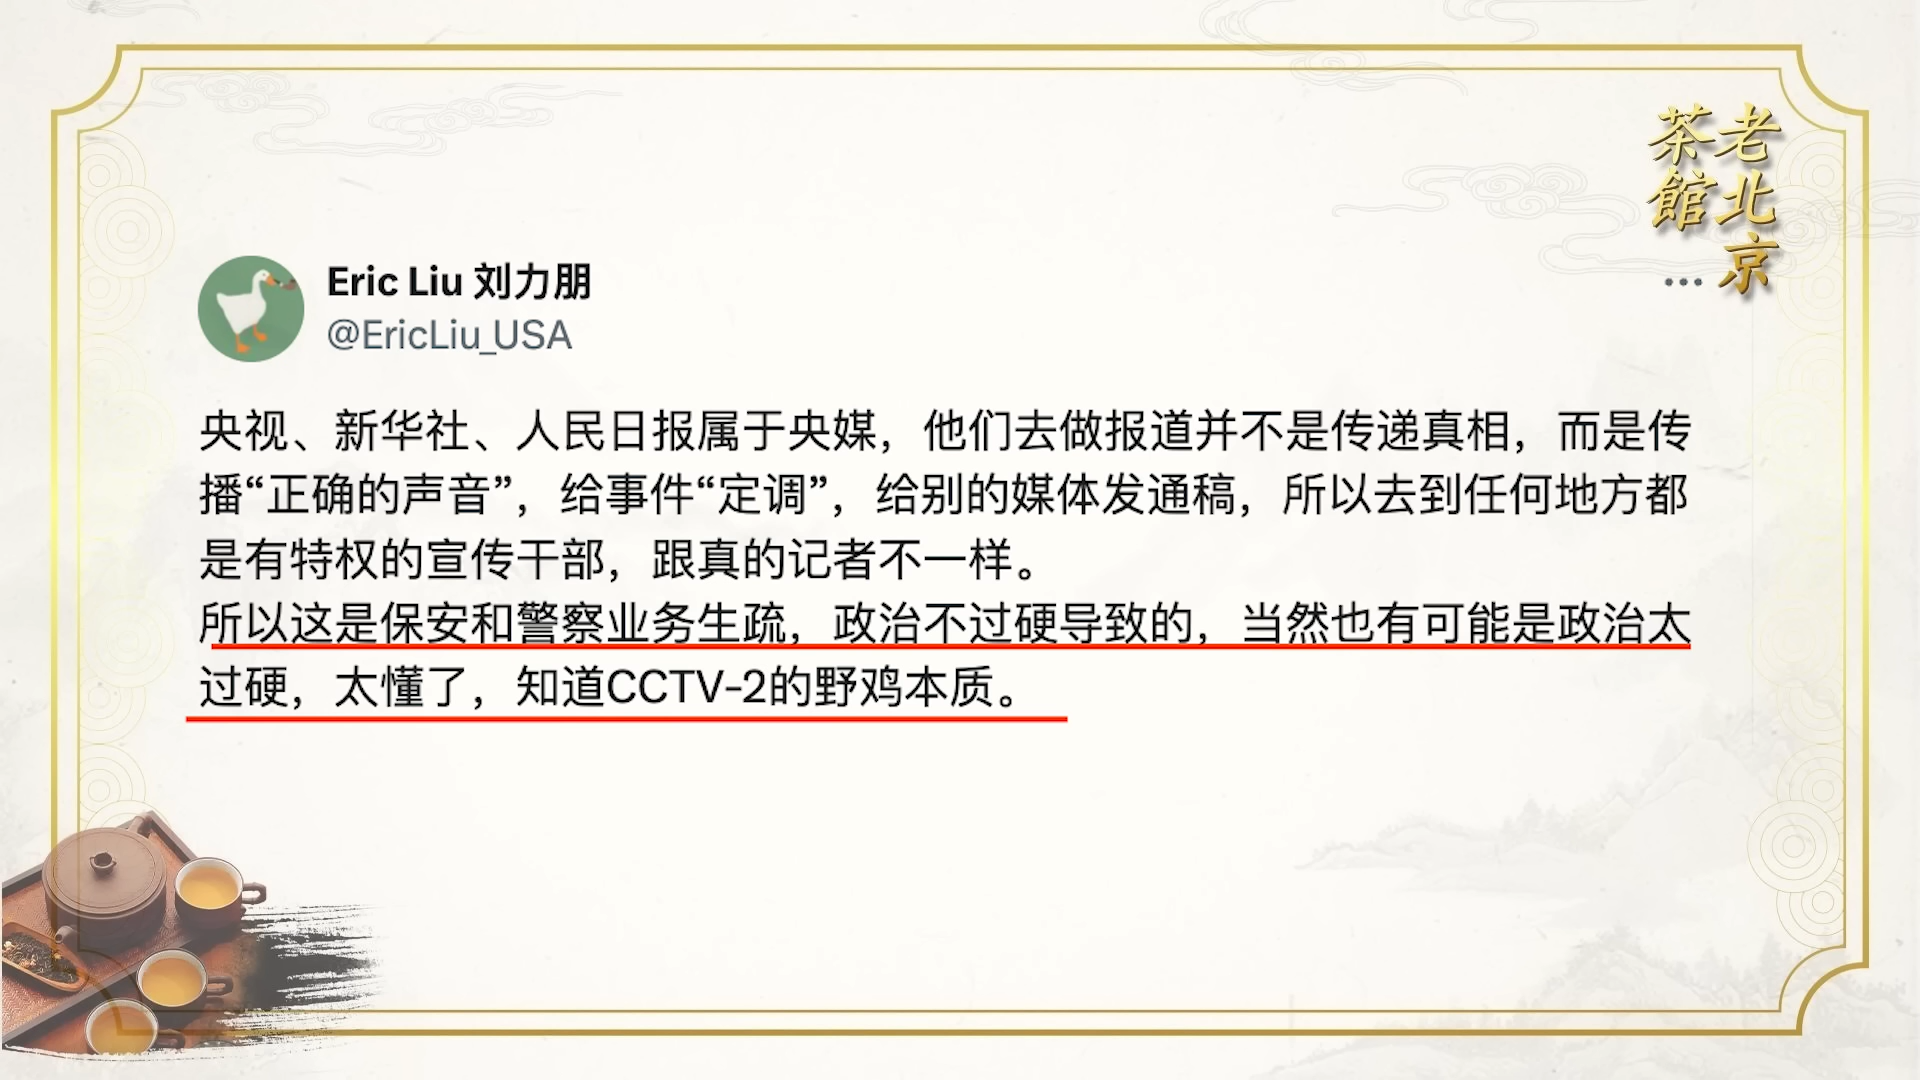 老北京
茶館
Eric Liu 刘力朋
@EricLiu_USA
...
央视、新华社、人民日报属于央媒，他们去做报道并不是传递真相，而是传
播“正确的声音”，给事件“定调”，给别的媒体发通稿，所以去到任何地方都
是有特权的宣传干部，跟真的记者不一样。
所以这是保安和警察业务生疏，政治不过硬导致的，当然也有可能是政治太
过硬，太懂了，知道CCTV-2的野鸡本质。